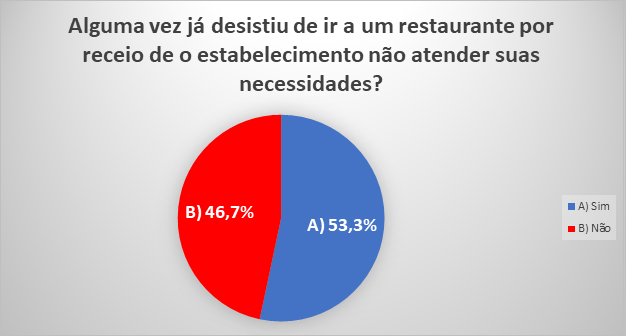 Alguma vez já desistiu de ir a um restaurante por
receio de o estabelecimento não atender suas
necessidades?
B) 46,7%
A) 53,3%
A) Sim
B) Não